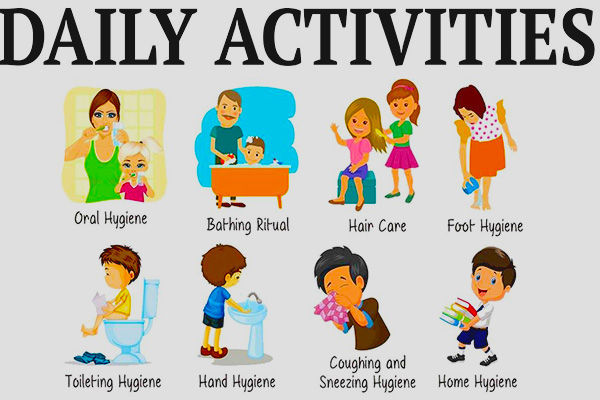 DAILY ACTIVITIES
Oral Hygiene
Bathing Ritual
Hair Care
Foot Hygiene
Toileting Hygiene
Hand Hygiene
Coughing and
Sneezing Hygiene
Home Hygiene